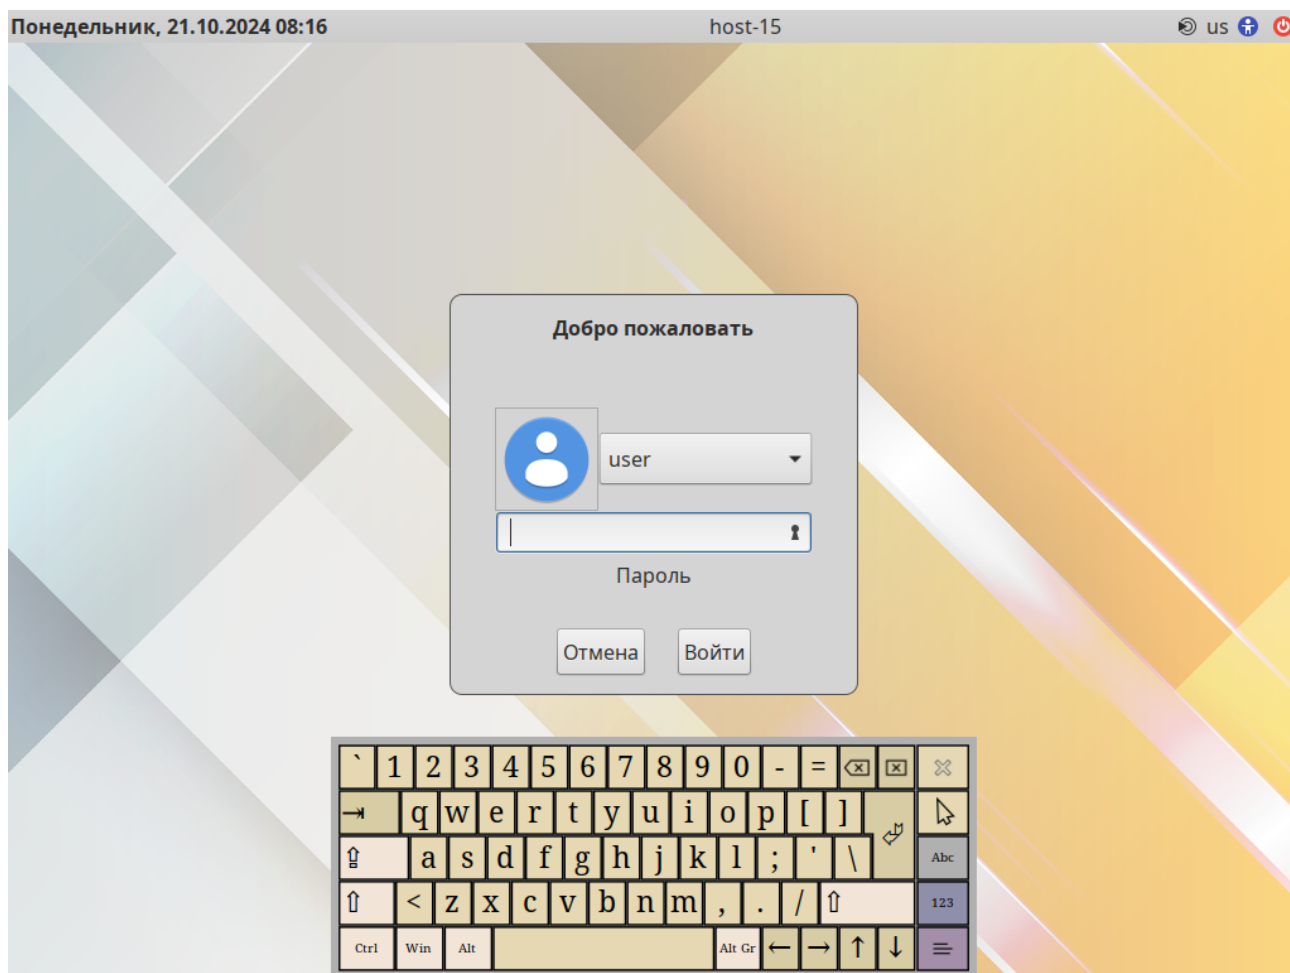 Понедельник, 21.10.2024 08:16 host-15 us
Добро пожаловать
user
Пароль
Отмена Войти
` 1 2 3 4 5 6 7 8 9 0 - =
q w e r t y u i o p [ ]
a s d f g h j k l ; ' \ Abc
< z x c v b n m , . / 123
Ctrl Win Alt Alt Gr ← → ↑ ↓